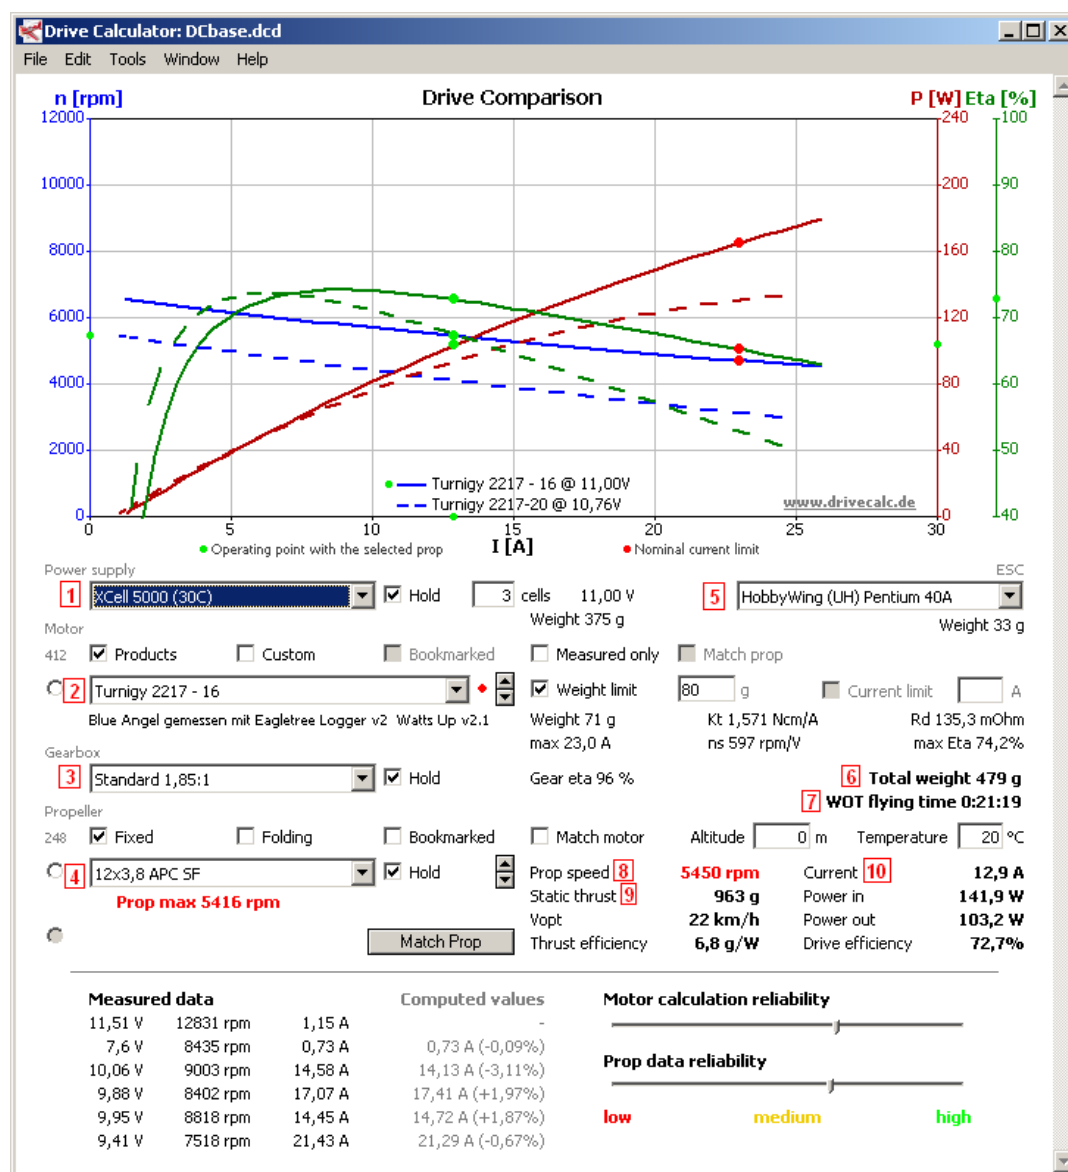 Drive Calculator: DCbase.dcd
File Edit Tools Window Help
n [rpm] Drive Comparison P [W] Eta [%]
12000 240 100
10000 200 90
8000 160 80
6000 120 70
4000 80 60
2000 40 50
0 0 40
Turnigy 2217 - 16 @ 11,00V
Turnigy 2217-20 @ 10,76V
www.drivecalc.de
0 5 10 15 20 25 30
Operating point with the selected prop I [A] Nominal current limit
Power supply ESC
1 XCell 5000 (30C) Hold 3 cells 11,00 V 5 HobbyWing (UH) Pentium 40A
Weight 375 g Weight 33 g
Motor
412 Products Custom Bookmarked Measured only Match prop
2 Turnigy 2217 - 16 Weight limit 80 g Current limit A
Blue Angel gemessen mit Eagletree Logger v2 Watts Up v2.1 Weight 71 g Kt 1,571 Ncm/A Rd 135,3 mOhm
max 23,0 A ns 597 rpm/V max Eta 74,2%
Gearbox
3 Standard 1,85:1 Hold Gear eta 96 % 6 Total weight 479 g
7 WOT flying time 0:21:19
Propeller
248 Fixed Folding Bookmarked Match motor Altitude 0 m Temperature 20 °C
4 12x3,8 APC SF Hold Prop speed 8 5450 rpm Current 10 12,9 A
Prop max 5416 rpm Static thrust 9 963 g Power in 141,9 W
Vopt 22 km/h Power out 103,2 W
Match Prop Thrust efficiency 6,8 g/W Drive efficiency 72,7%
Measured data Computed values Motor calculation reliability
11,51 V 12831 rpm 1,15 A -
7,6 V 8435 rpm 0,73 A 0,73 A (-0,09%)
10,06 V 9003 rpm 14,58 A 14,13 A (-3,11%) Prop data reliability
9,88 V 8402 rpm 17,07 A 17,41 A (+1,97%)
9,95 V 8818 rpm 14,45 A 14,72 A (+1,87%) low medium high
9,41 V 7518 rpm 21,43 A 21,29 A (-0,67%)